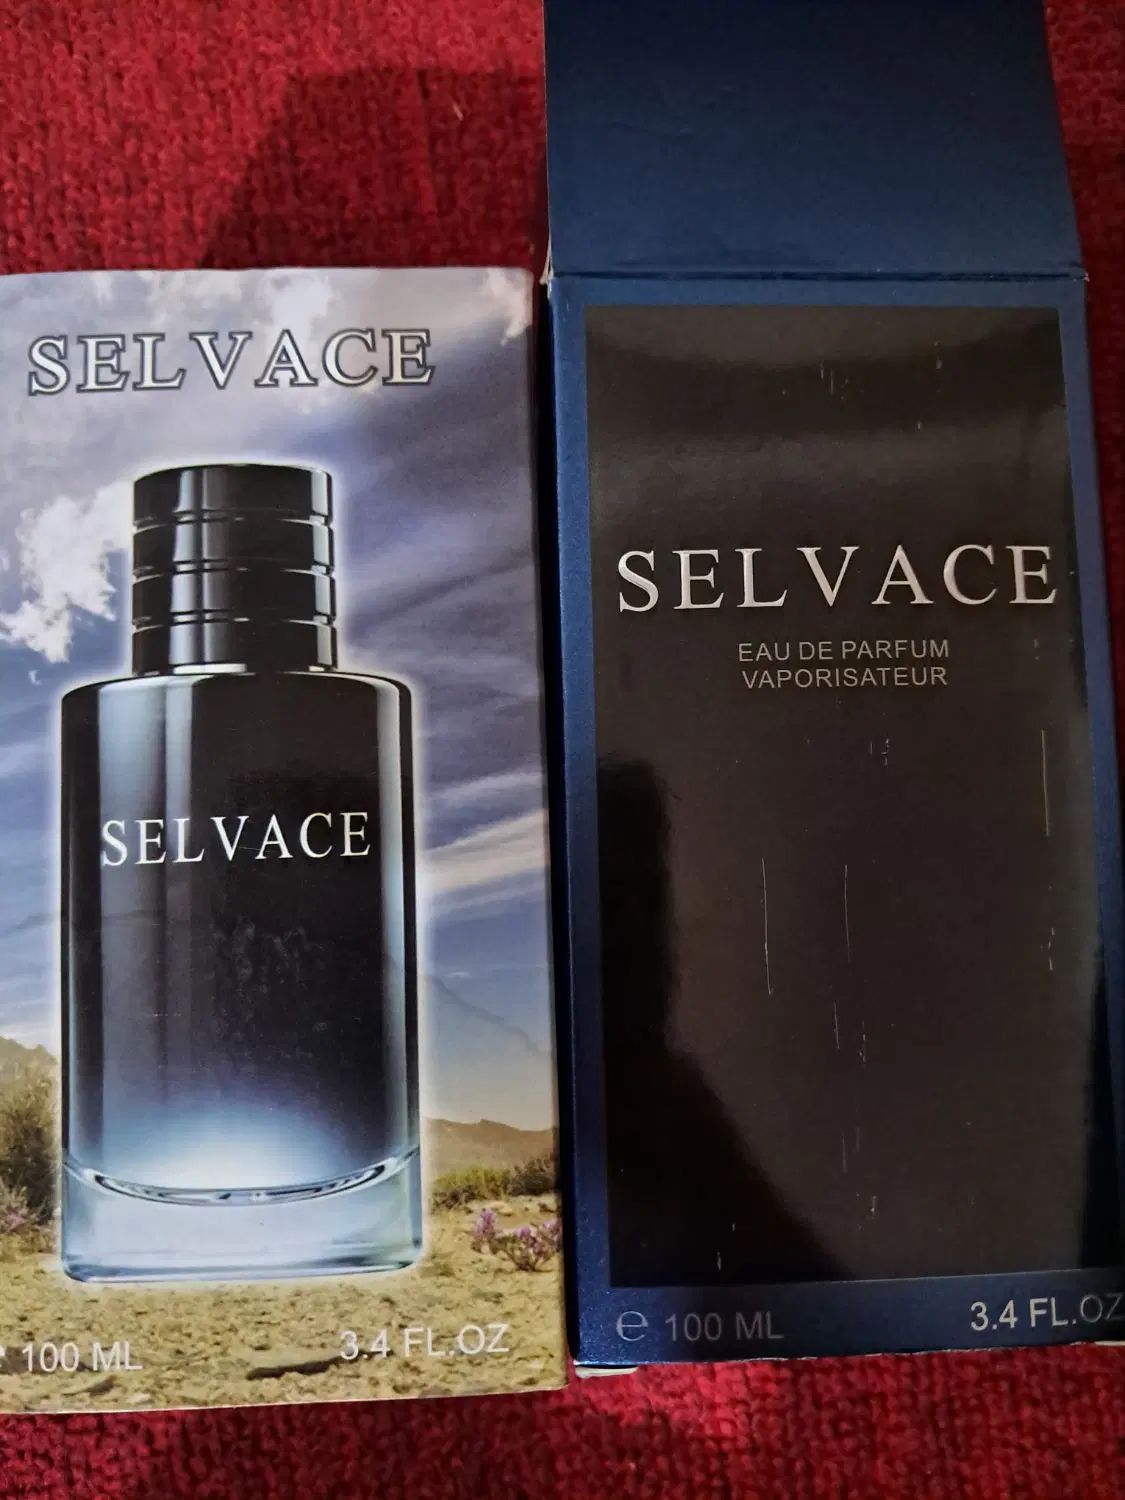 SELVACE
SELVACE
100 ML
3.4 FL.OZ
SELVACE
EAU DE PARFUM
VAPORISATEUR
℮ 100 ML
3.4 FL.OZ